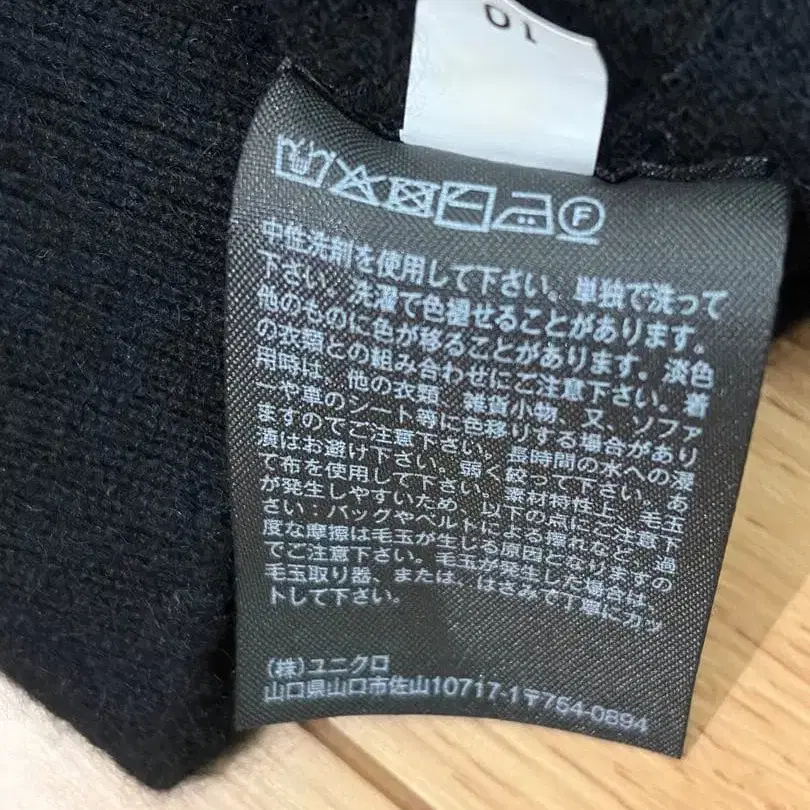 10
F
中性洗剤を使用して下さい。単独で洗って
下さい。洗濯で色褪せることがあります。
他のものに色が移ることがあります。淡色
の衣類との組み合わせにご注意下さい。着
用時は、他の衣類、雑貨小物、又、ソファ
ーや車のシート等に色移りする場合があり
ますのでご注意下さい。長時間の水への浸
漬はお避け下さい。弱く絞って下さい。あ
て布を使用して下さい。素材特性上、毛玉
が発生しやすいため、以下の点にご注意下
さい:バッグやベルトによる擦れなど、過
度な摩擦は毛玉が生じる原因となりますの
でご注意下さい。毛玉が発生した場合は、
毛玉取り器、または、はさみで丁寧にカッ
トして下さい。
(株)ユニクロ
山口県山口市佐山10717-1〒754-0894